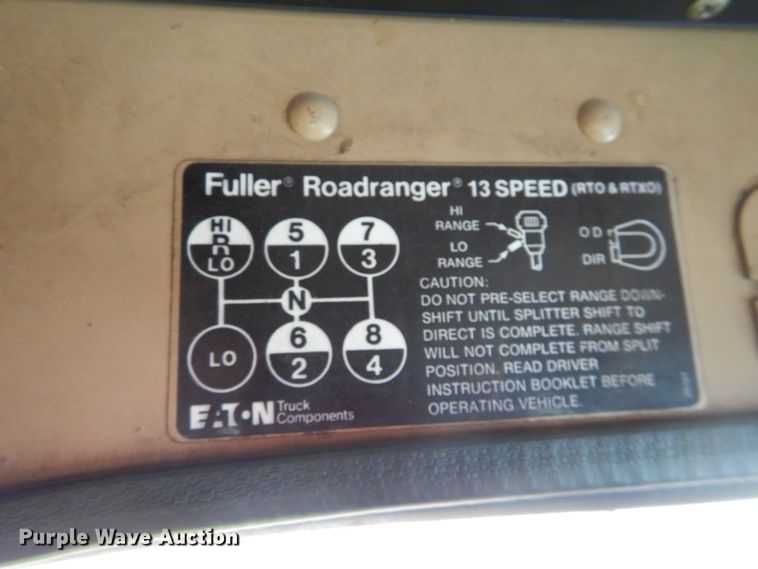 Fuller® Roadranger® 13 SPEED (RTO & RTXO)
HI
R
LO
5
1
7
3
N
LO
6
2
8
4
HI
RANGE
LO
RANGE
OD
DIR
CAUTION:
DO NOT PRE-SELECT RANGE DOWN-
SHIFT UNTIL SPLITTER SHIFT TO
DIRECT IS COMPLETE. RANGE SHIFT
WILL NOT COMPLETE FROM SPLIT
POSITION. READ DRIVER
INSTRUCTION BOOKLET BEFORE
OPERATING VEHICLE.
EATON Truck
Components
Purple Wave Auction